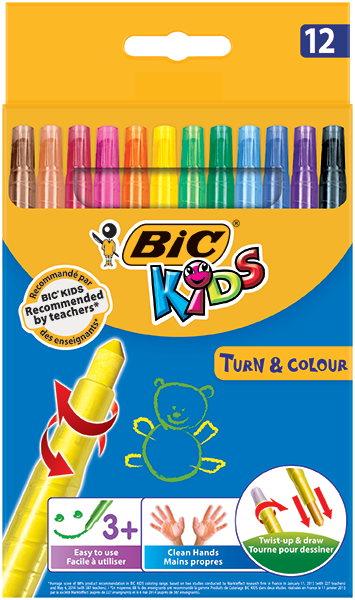 12
BiC®
KiDS
Recommandé par
BIC® KIDS
Recommended
by teachers*
des enseignants*
TURN & COLOUR
3+
Easy to use
Facile à utiliser
Clean Hands
Mains propres
Twist-up & draw
Tourne pour dessiner